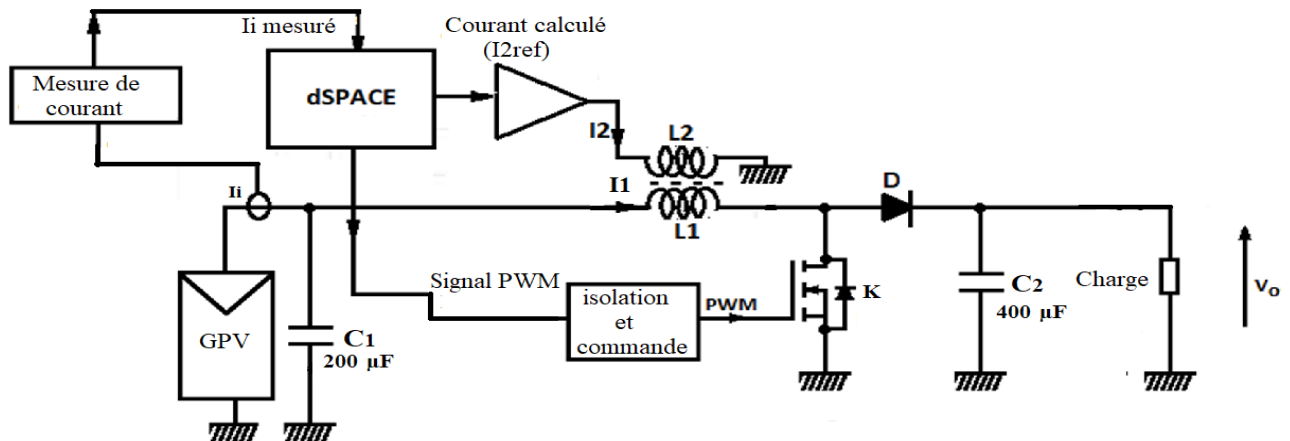 Ii mesuré
Courant calculé
(I2ref)
Mesure de
courant
dSPACE
I2
L2
Ii
I1
L1
D
Signal PWM
isolation
et
commande
PWM
K
GPV
C1
200 µF
C2
400 µF
Charge
vo